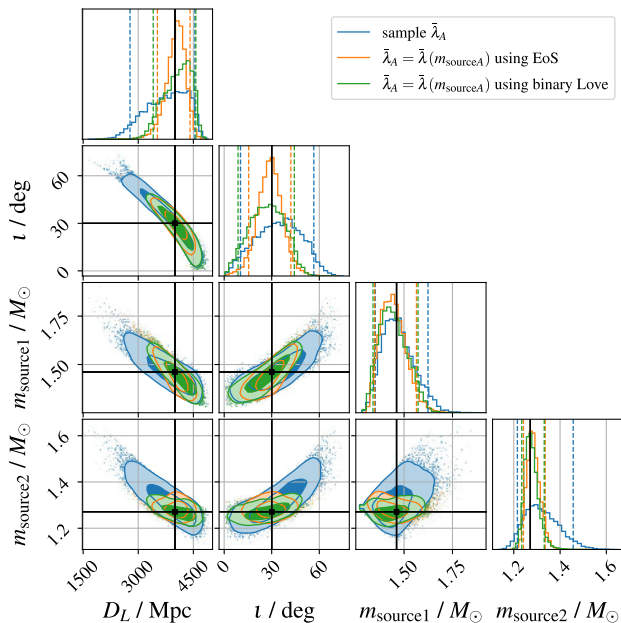 sample λ̄_A
λ̄_A = λ̄(m_sourceA) using EoS
λ̄_A = λ̄(m_sourceA) using binary Love
60
30
0
ι / deg
1.75
1.50
m_source1 / M_⊙
1.6
1.4
1.2
m_source2 / M_⊙
1500 3000 4500 0 30 60 1.50 1.75 1.2 1.4 1.6
D_L / Mpc ι / deg m_source1 / M_⊙ m_source2 / M_⊙